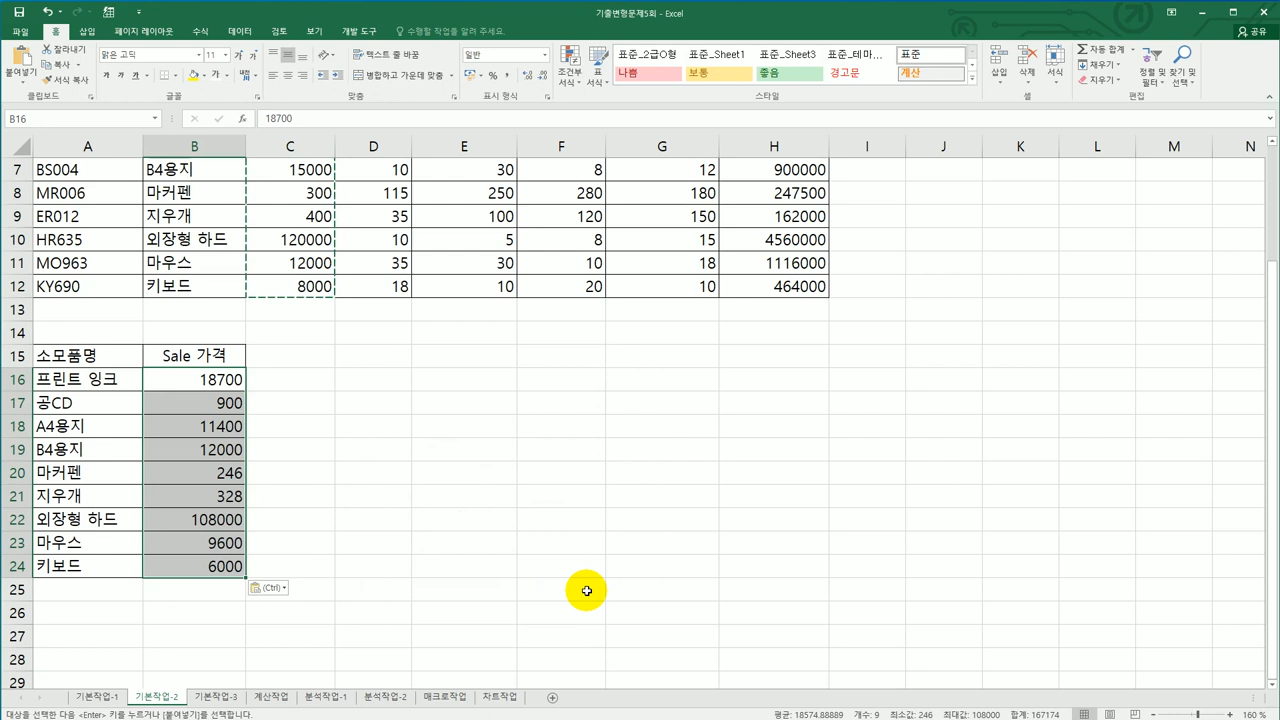 기출변형문제5회 - Excel
파일 홈 삽입 페이지 레이아웃 수식 데이터 검토 보기 개발 도구 수행할 작업을 알려 주세요. 공유
붙여넣기 잘라내기 복사 서식 복사 클립보드
맑은 고딕 11 가 가 가 가 가 글꼴
텍스트 줄 바꿈 병합하고 가운데 맞춤 맞춤
일반 % 표시 형식
조건부 서식 표 서식 표준_2급O형 표준_Sheet1 표준_Sheet3 표준_테마... 표준
나쁨 보통 좋음 경고문 계산 스타일
삽입 삭제 서식 셀
자동 합계 채우기 지우기 정렬 및 필터 찾기 및 선택 편집
B16 fx 18700
A B C D E F G H I J K L M N
7 BS004 B4용지 15000 10 30 8 12 900000
8 MR006 마커펜 300 115 250 280 180 247500
9 ER012 지우개 400 35 100 120 150 162000
10 HR635 외장형 하드 120000 10 5 8 15 4560000
11 MO963 마우스 12000 35 30 10 18 1116000
12 KY690 키보드 8000 18 10 20 10 464000
13
14
15 소모품명 Sale 가격
16 프린트 잉크 18700
17 공CD 900
18 A4용지 11400
19 B4용지 12000
20 마커펜 246
21 지우개 328
22 외장형 하드 108000
23 마우스 9600
24 키보드 6000
(Ctrl)
25
26
27
28
29
기본작업-1 기본작업-2 기본작업-3 계산작업 분석작업-1 분석작업-2 매크로작업 차트작업
대상을 선택한 다음 <Enter> 키를 누르거나 [붙여넣기]를 선택합니다. 평균: 18574.88889 개수: 9 최소값: 246 최대값: 108000 합계: 167174 160 %